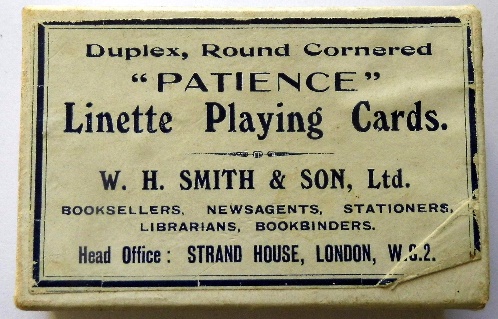 Duplex, Round Cornered
"PATIENCE"
Linette Playing Cards.
W. H. SMITH & SON, Ltd.
BOOKSELLERS, NEWSAGENTS, STATIONERS,
LIBRARIANS, BOOKBINDERS.
Head Office: STRAND HOUSE, LONDON, W.C.2.